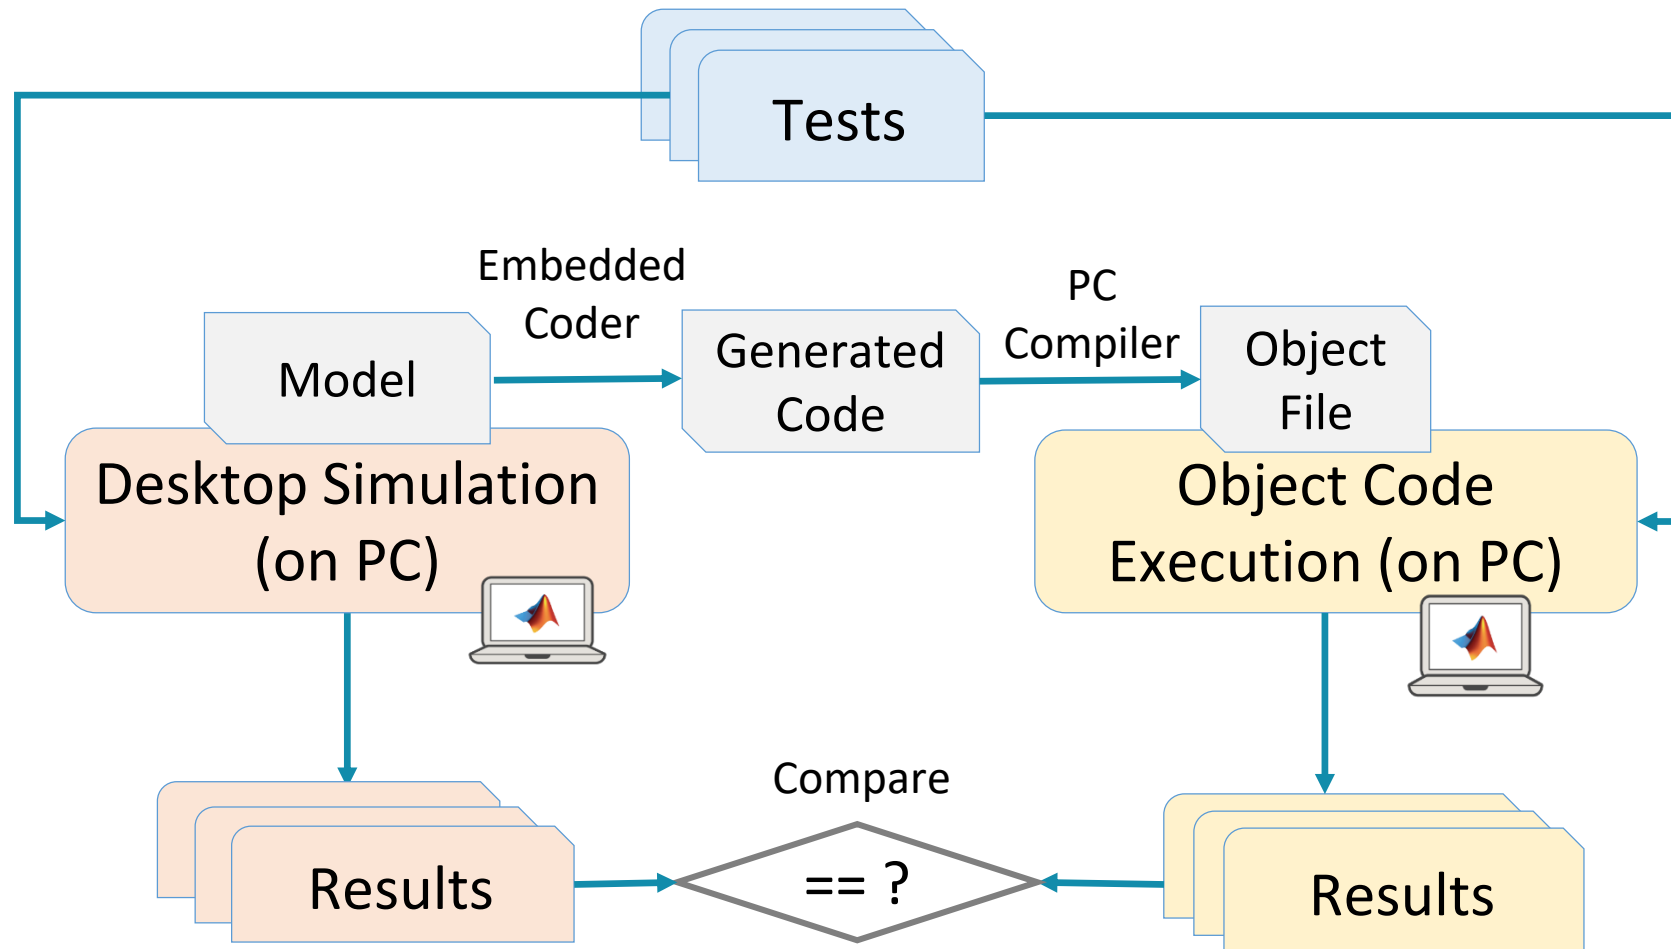 Tests
Embedded
Coder
PC
Compiler
Model
Generated
Code
Object
File
Desktop Simulation
(on PC)
Object Code
Execution (on PC)
Compare
== ?
Results
Results